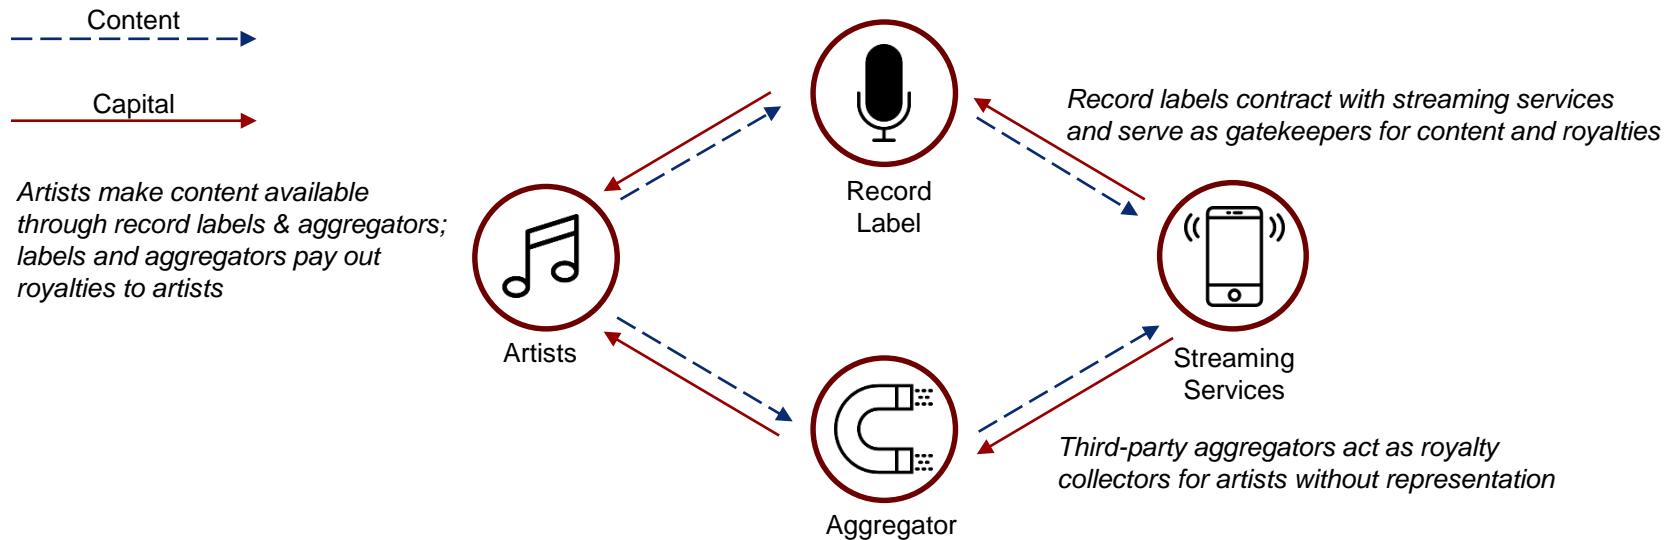 Content
Capital
Artists make content available
through record labels & aggregators;
labels and aggregators pay out
royalties to artists
Artists
Record
Label
Record labels contract with streaming services
and serve as gatekeepers for content and royalties
Streaming
Services
Aggregator
Third-party aggregators act as royalty
collectors for artists without representation